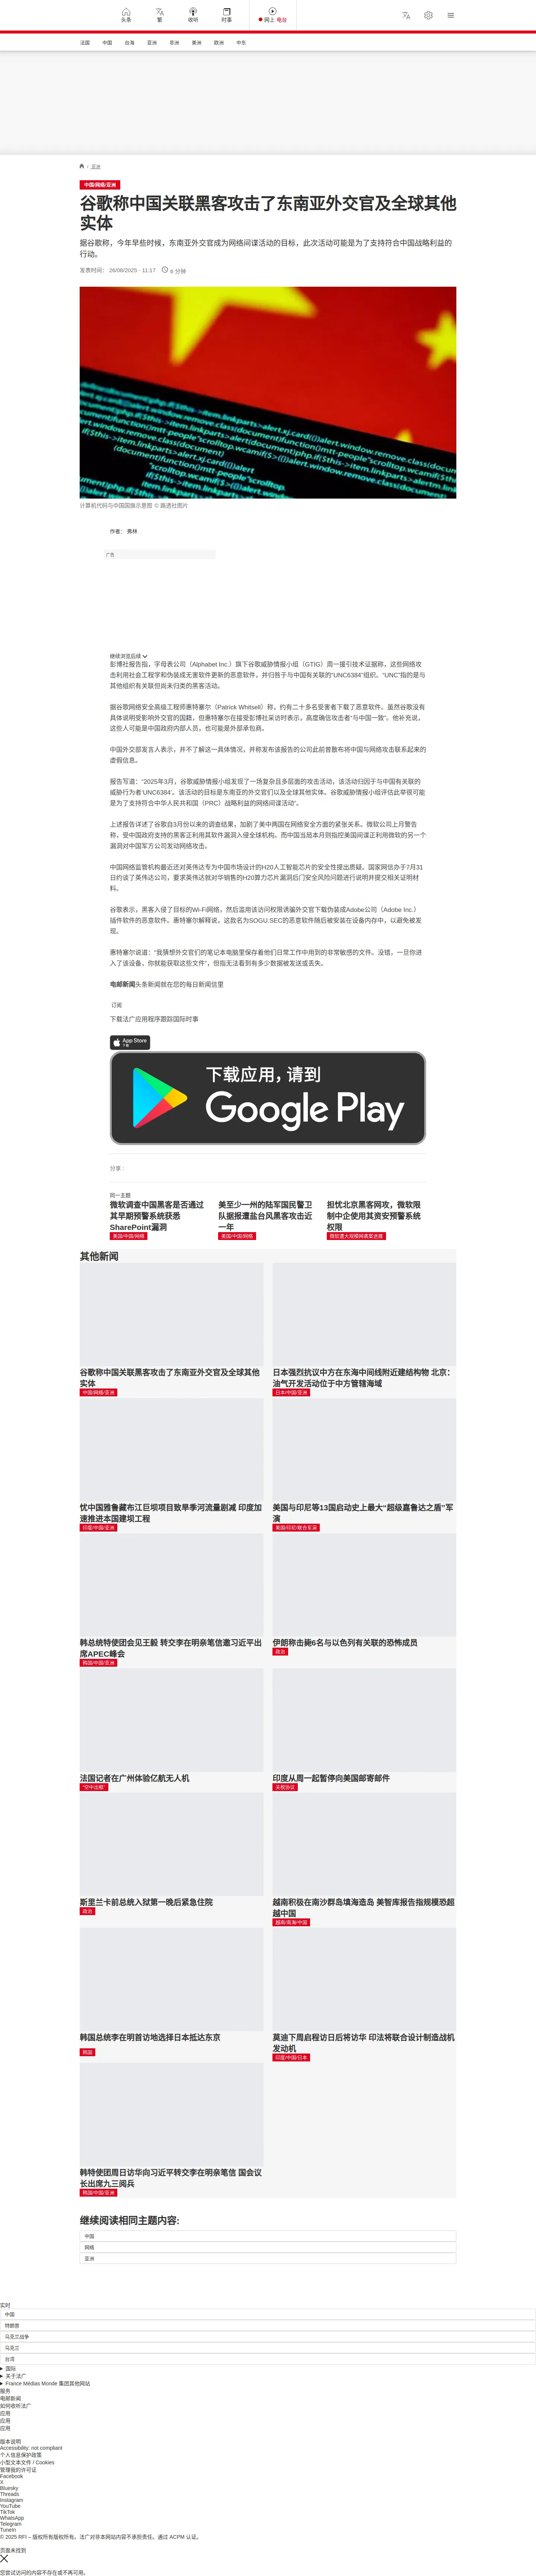 头条
繁
收听
时事
网上 电台
法国
中国
台海
亚洲
非洲
美洲
欧洲
中东
/ 亚洲
中国/网络/亚洲
谷歌称中国关联黑客攻击了东南亚外交官及全球其他
实体
据谷歌称，今年早些时候，东南亚外交官成为网络间谍活动的目标，此次活动可能是为了支持符合中国战略利益的
行动。
发表时间： 26/08/2025 - 11:17
6 分钟
计算机代码与中国国旗示意图 © 路透社图片
作者： 弗林
广告
继续浏览后续
彭博社报告指，字母表公司（Alphabet Inc.）旗下谷歌威胁情报小组（GTIG）周一援引技术证据称，这些网络攻
击利用社会工程学和伪装成无害软件更新的恶意软件，并归咎于与中国有关联的“UNC6384”组织。“UNC”指的是与
其他组织有关联但尚未归类的黑客活动。
据谷歌网络安全高级工程师惠特塞尔（Patrick Whitsell）称，约有二十多名受害者下载了恶意软件。虽然谷歌没有
具体说明受影响外交官的国籍，但惠特塞尔在接受彭博社采访时表示，高度确信攻击者“与中国一致”。他补充说，
这些人可能是中国政府内部人员，也可能是外部承包商。
中国外交部发言人表示，并不了解这一具体情况，并称发布该报告的公司此前曾散布将中国与网络攻击联系起来的
虚假信息。
报告写道：“2025年3月，谷歌威胁情报小组发现了一场复杂且多层面的攻击活动，该活动归因于与中国有关联的
威胁行为者‘UNC6384’。该活动的目标是东南亚的外交官们以及全球其他实体。谷歌威胁情报小组评估此举很可能
是为了支持符合中华人民共和国（PRC）战略利益的网络间谍活动”。
上述报告详述了谷歌自3月份以来的调查结果，加剧了美中两国在网络安全方面的紧张关系。微软公司上月警告
称，受中国政府支持的黑客正利用其软件漏洞入侵全球机构。而中国当局本月则指控美国间谍正利用微软的另一个
漏洞对中国军方公司发动网络攻击。
中国网络监管机构最近还对英伟达专为中国市场设计的H20人工智能芯片的安全性提出质疑。国家网信办于7月31
日约谈了英伟达公司，要求英伟达就对华销售的H20算力芯片漏洞后门安全风险问题进行说明并提交相关证明材
料。
谷歌表示，黑客入侵了目标的Wi-Fi网络，然后滥用该访问权限诱骗外交官下载伪装成Adobe公司（Adobe Inc.）
插件软件的恶意软件。惠特塞尔解释说，这款名为SOGU.SEC的恶意软件随后被安装在设备内存中，以避免被发
现。
惠特塞尔说道：“我猜想外交官们的笔记本电脑里保存着他们日常工作中用到的非常敏感的文件。没错，一旦你进
入了该设备，你就能获取这些文件”，但指无法看到有多少数据被发送或丢失。
电邮新闻头条新闻就在您的每日新闻信里
订阅
下载法广应用程序跟踪国际时事
App Store
下载
下载应用，请到
Google Play
分享 :
同一主题
微软调查中国黑客是否通过
其早期预警系统获悉
SharePoint漏洞
美国/中国/网络
美至少一州的陆军国民警卫
队据报遭盐台风黑客攻击近
一年
美国/中国/网络
担忧北京黑客网攻，微软限
制中企使用其资安预警系统
权限
微软遭大规模网袭案进展
其他新闻
谷歌称中国关联黑客攻击了东南亚外交官及全球其他
实体
中国/网络/亚洲
日本强烈抗议中方在东海中间线附近建结构物 北京：
油气开发活动位于中方管辖海域
日本/中国/亚洲
忧中国雅鲁藏布江巨坝项目致旱季河流量剧减 印度加
速推进本国建坝工程
印度/中国/亚洲
美国与印尼等13国启动史上最大"超级嘉鲁达之盾"军
演
美国/印尼/联合军演
韩总统特使团会见王毅 转交李在明亲笔信邀习近平出
席APEC峰会
韩国/中国/亚洲
伊朗称击毙6名与以色列有关联的恐怖成员
政治
法国记者在广州体验亿航无人机
“空中出租”
印度从周一起暂停向美国邮寄邮件
关税协议
斯里兰卡前总统入狱第一晚后紧急住院
政治
越南积极在南沙群岛填海造岛 美智库报告指规模恐超
越中国
越南/南海/中国
韩国总统李在明首访地选择日本抵达东京
韩国
莫迪下周启程访日后将访华 印法将联合设计制造战机
发动机
印度/中国/日本
韩特使团周日访华向习近平转交李在明亲笔信 国会议
长出席九三阅兵
韩国/中国/亚洲
继续阅读相同主题内容:
中国
网络
亚洲
实时
中国
特朗普
乌克兰战争
乌克兰
台湾
国际
关于法广
France Médias Monde 集团其他网站
服务
电邮新闻
如何收听法广
应用
应用
应用
版本说明
Accessibility: not compliant
个人信息保护政策
小型文本文件 / Cookies
管理我的许可证
Facebook
X
Bluesky
Threads
Instagram
YouTube
TikTok
WhatsApp
Telegram
TuneIn
© 2025 RFI – 版权所有版权所有。法广对非本网站内容不承担责任。通过 ACPM 认证。
页面未找到
您尝试访问的内容不存在或不再可用。